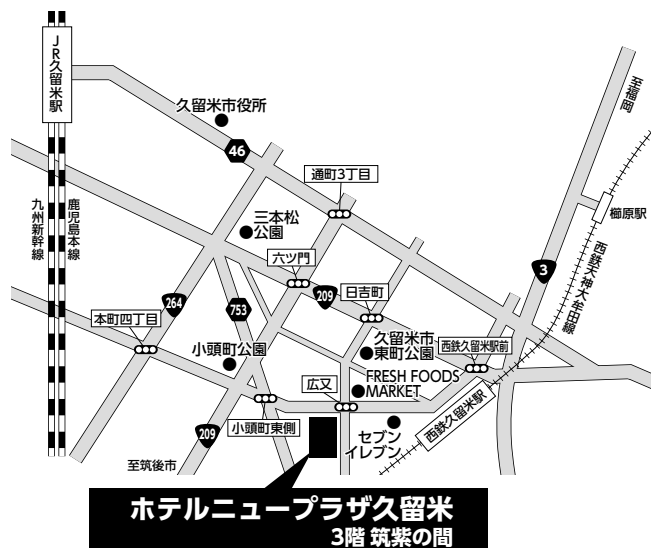 JR久留米駅
久留米市役所
46
通町3丁目
至福岡
櫛原駅
西鉄天神大牟田線
3
九州新幹線
鹿児島本線
三本松
公園
六ツ門
209
日吉町
264
753
本町四丁目
小頭町公園
久留米市
東町公園
西鉄久留米駅前
FRESH FOODS
MARKET
広又
西鉄久留米駅
209
小頭町東側
セブン
イレブン
至筑後市
ホテルニュープラザ久留米
3階 筑紫の間